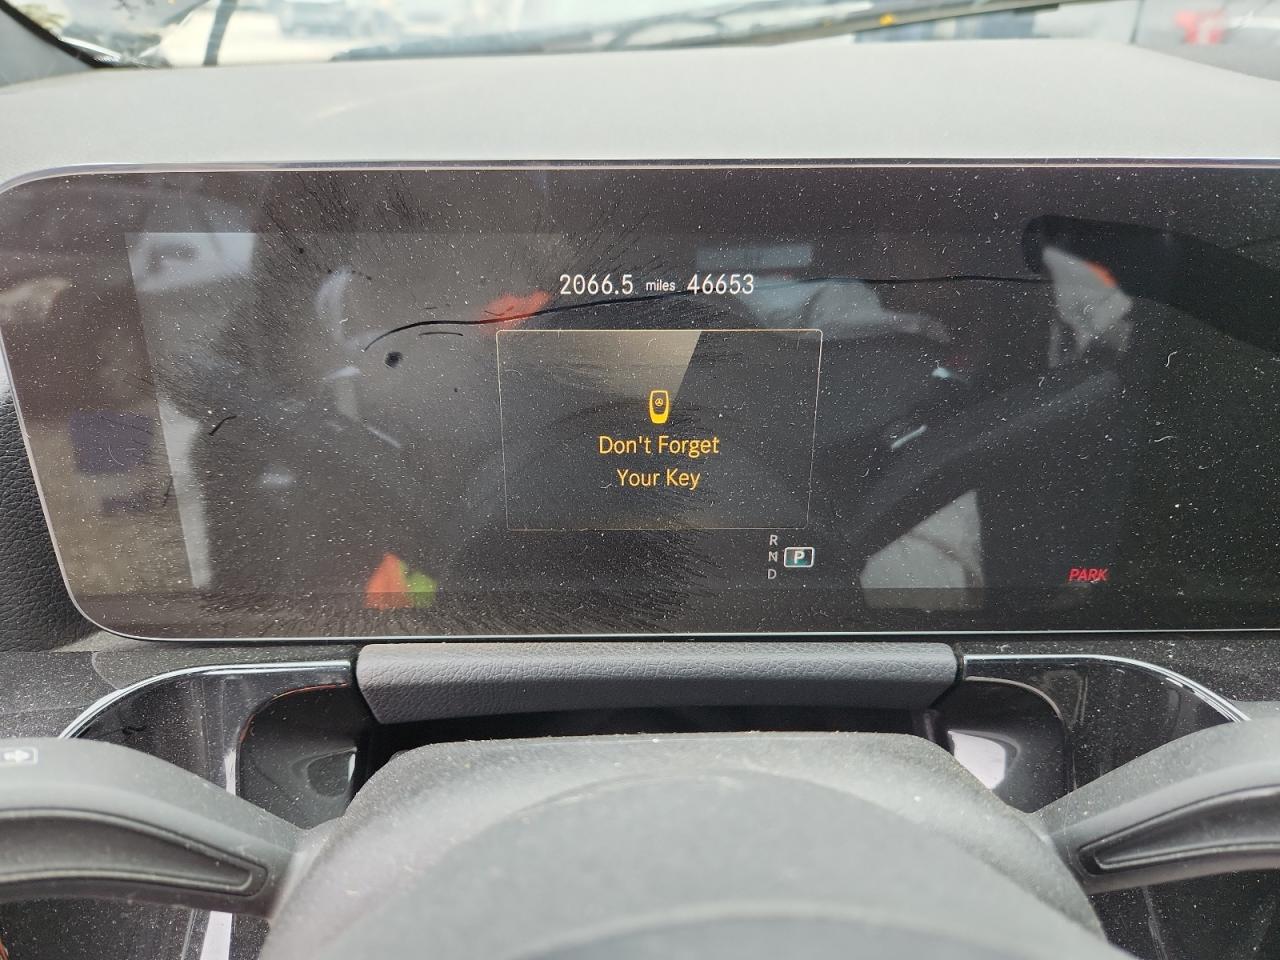 2066.5 miles 46653
Don't Forget
Your Key
R
N P
D
PARK